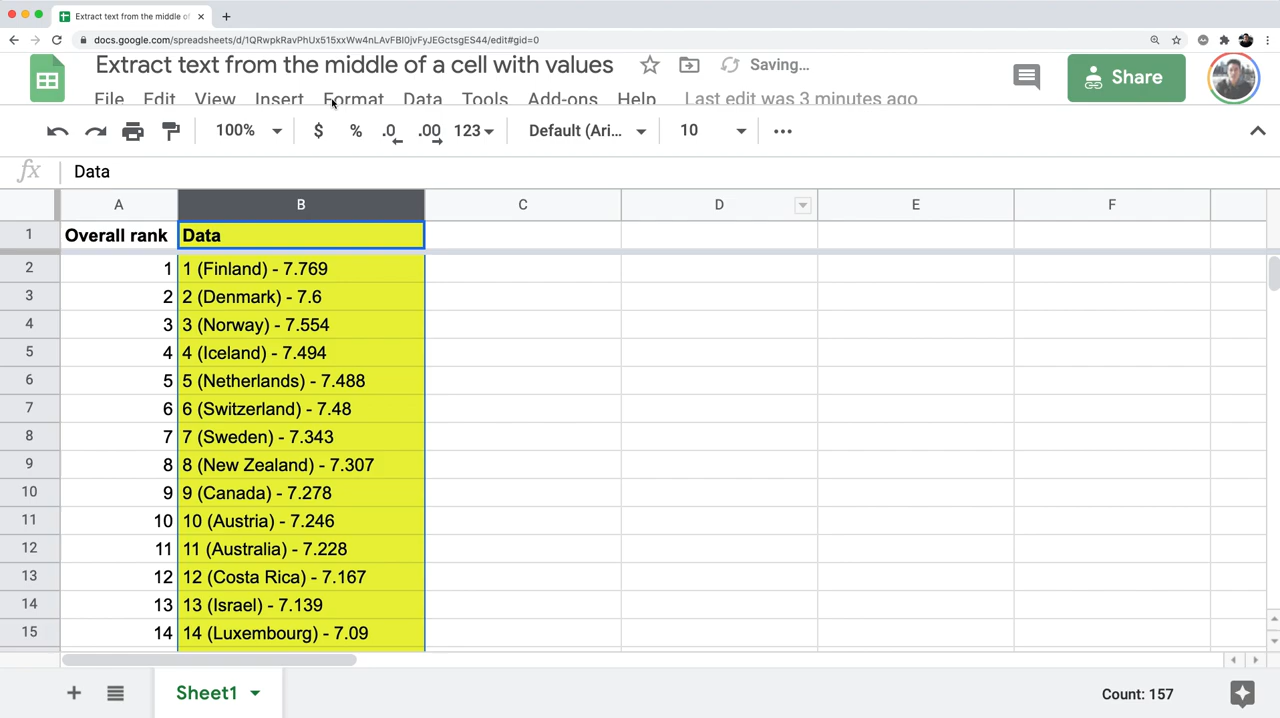 Extract text from the middle of
docs.google.com/spreadsheets/d/1QRwpkRavPhUx515xxWw4nLAvFBI0jvFyJEGctsgES44/edit#gid=0
Extract text from the middle of a cell with values Saving...
Share
File Edit View Insert Format Data Tools Add-ons Help Last edit was 3 minutes ago
100% $ % .0 .00 123 Default (Ari... 10
fx Data
A B C D E F
1 Overall rank Data
2 1 1 (Finland) - 7.769
3 2 2 (Denmark) - 7.6
4 3 3 (Norway) - 7.554
5 4 4 (Iceland) - 7.494
6 5 5 (Netherlands) - 7.488
7 6 6 (Switzerland) - 7.48
8 7 7 (Sweden) - 7.343
9 8 8 (New Zealand) - 7.307
10 9 9 (Canada) - 7.278
11 10 10 (Austria) - 7.246
12 11 11 (Australia) - 7.228
13 12 12 (Costa Rica) - 7.167
14 13 13 (Israel) - 7.139
15 14 14 (Luxembourg) - 7.09
Sheet1 Count: 157